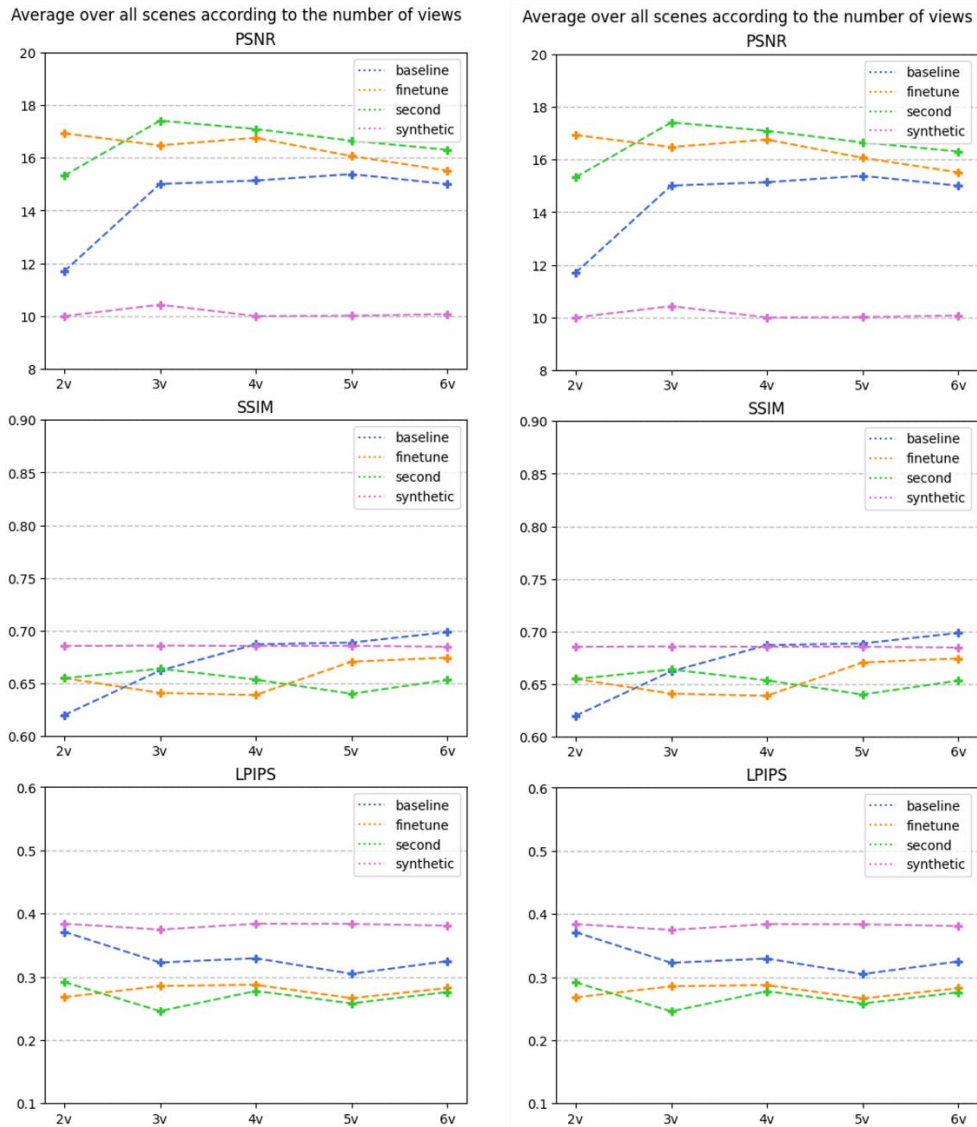 Average over all scenes according to the number of views
PSNR
20
18
16
14
12
10
8
baseline
finetune
second
synthetic
2v 3v 4v 5v 6v
SSIM
0.90
0.85
0.80
0.75
0.70
0.65
0.60
baseline
finetune
second
synthetic
2v 3v 4v 5v 6v
LPIPS
0.6
0.5
0.4
0.3
0.2
0.1
baseline
finetune
second
synthetic
2v 3v 4v 5v 6v
Average over all scenes according to the number of views
PSNR
20
18
16
14
12
10
8
baseline
finetune
second
synthetic
2v 3v 4v 5v 6v
SSIM
0.90
0.85
0.80
0.75
0.70
0.65
0.60
baseline
finetune
second
synthetic
2v 3v 4v 5v 6v
LPIPS
0.6
0.5
0.4
0.3
0.2
0.1
baseline
finetune
second
synthetic
2v 3v 4v 5v 6v